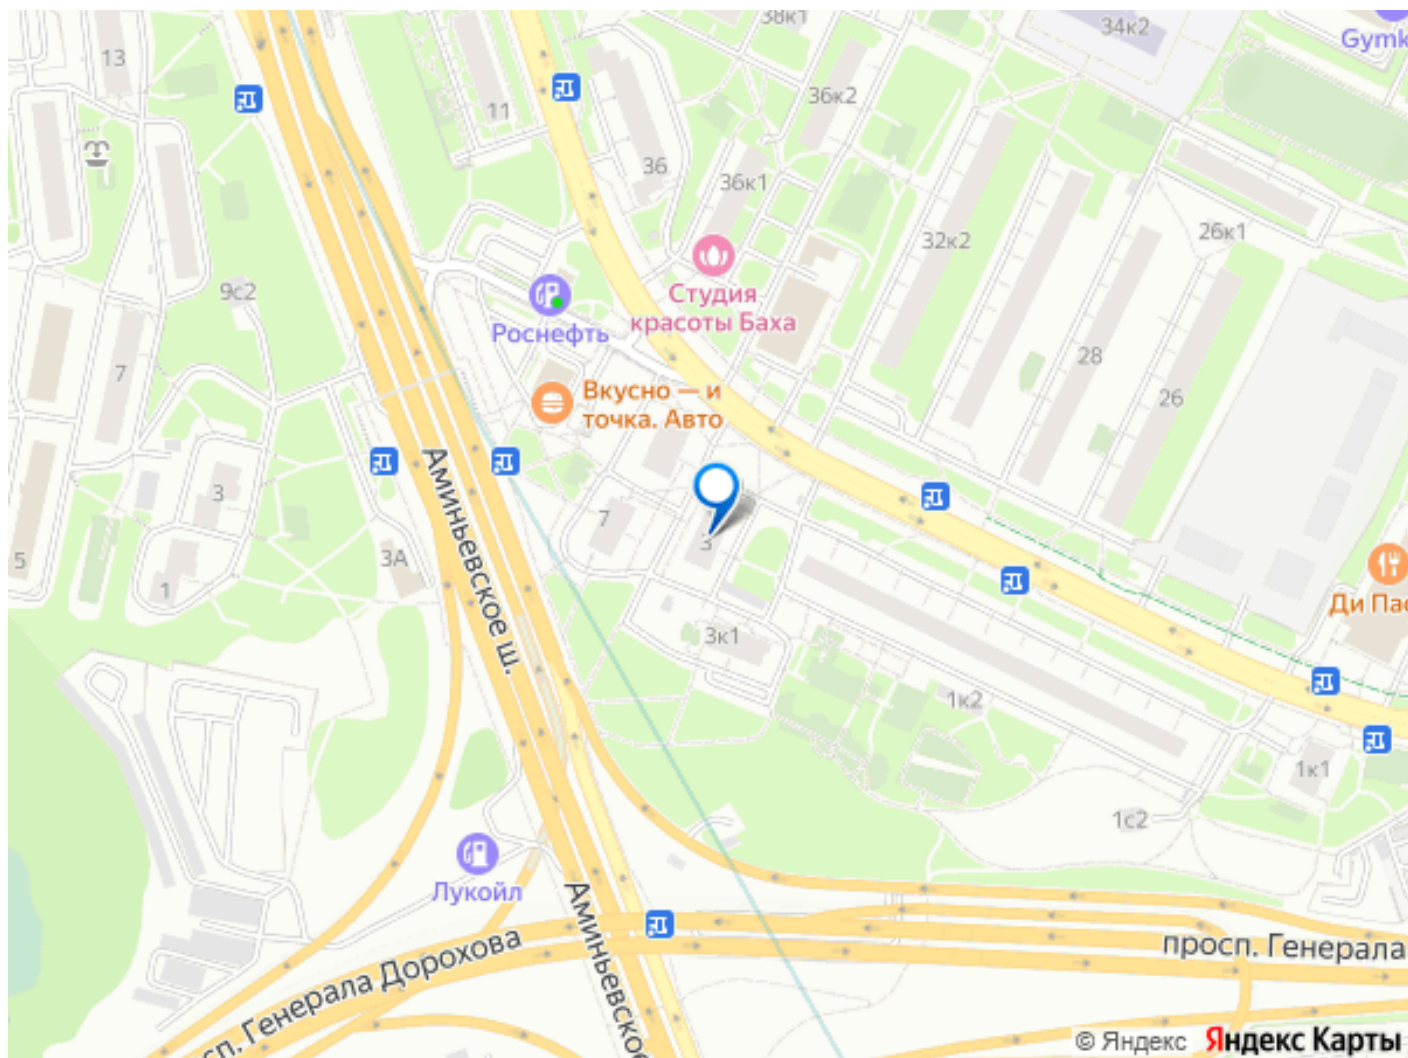 38к1
34к2
Gymk
13
11
36к2
36
36к1
32к2
26к1
9с2
Студия
красоты Баха
Роснефть
28
7
26
Вкусно — и
точка. Авто
3
7
3
5
1
3А
Аминьевское ш.
Ди Пас
3к1
1к2
1к1
1с2
Лукойл
Аминьевское
сп. Генерала Дорохова
просп. Генерала
© Яндекс Яндекс Карты